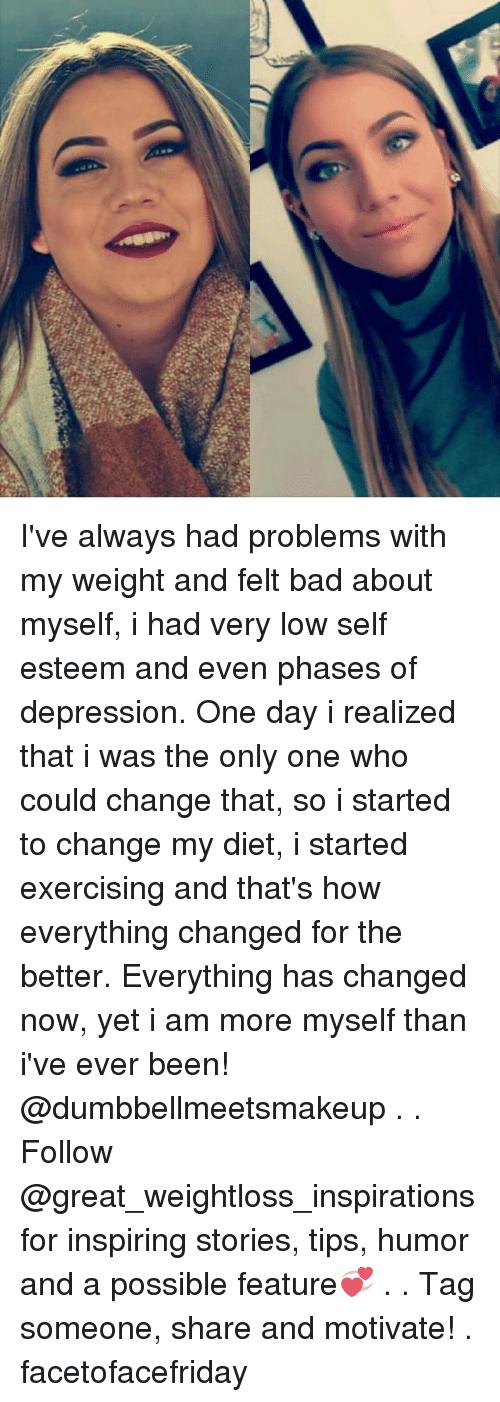 I've always had problems with
my weight and felt bad about
myself, i had very low self
esteem and even phases of
depression. One day i realized
that i was the only one who
could change that, so i started
to change my diet, i started
exercising and that's how
everything changed for the
better. Everything has changed
now, yet i am more myself than
i've ever been!
@dumbbellmeetsmakeup . .
Follow
@great_weightloss_inspirations
for inspiring stories, tips, humor
and a possible feature💞 . . Tag
someone, share and motivate! .
facetofacefriday